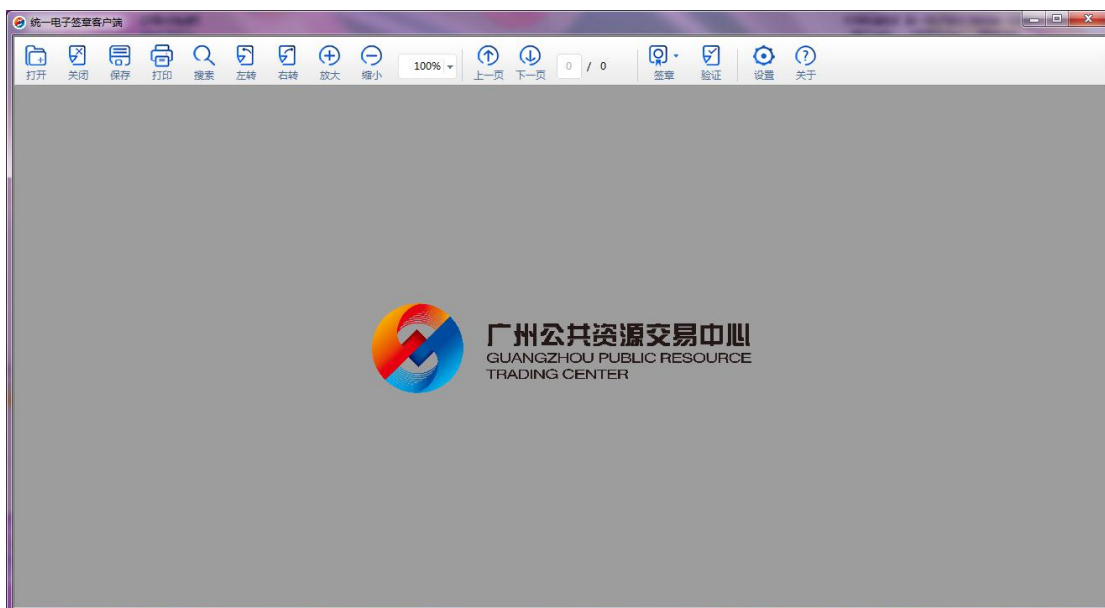 统一电子签章客户端
打开 关闭 保存 打印 搜索 左转 右转 放大 缩小 100% 上一页 下一页 0 / 0 签章 验证 设置 关于
广州公共资源交易中心
GUANGZHOU PUBLIC RESOURCE
TRADING CENTER